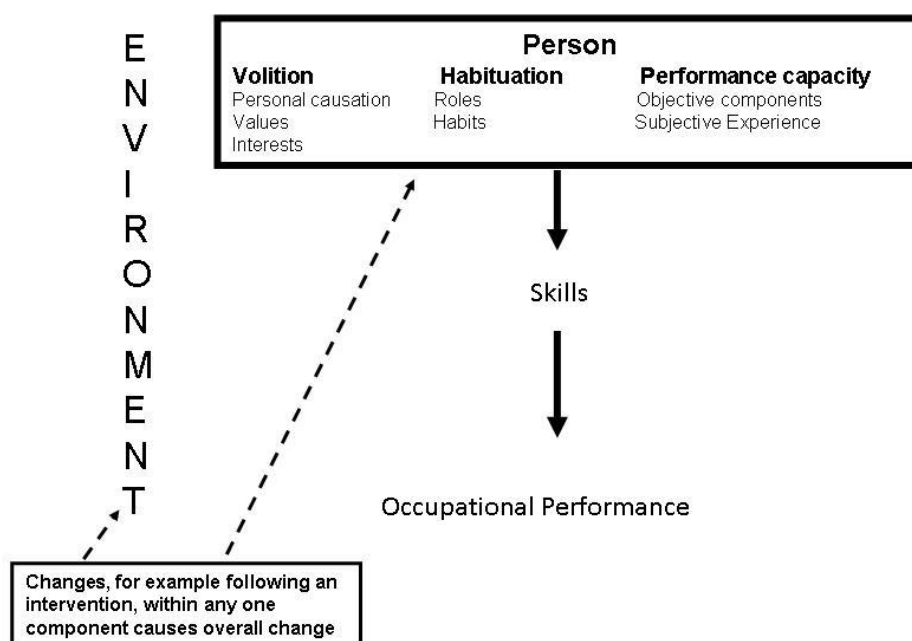 ENVIRONMENT
Person
Volition Habituation Performance capacity
Personal causation Roles Objective components
Values Habits Subjective Experience
Interests
Skills
Occupational Performance
Changes, for example following an
intervention, within any one
component causes overall change